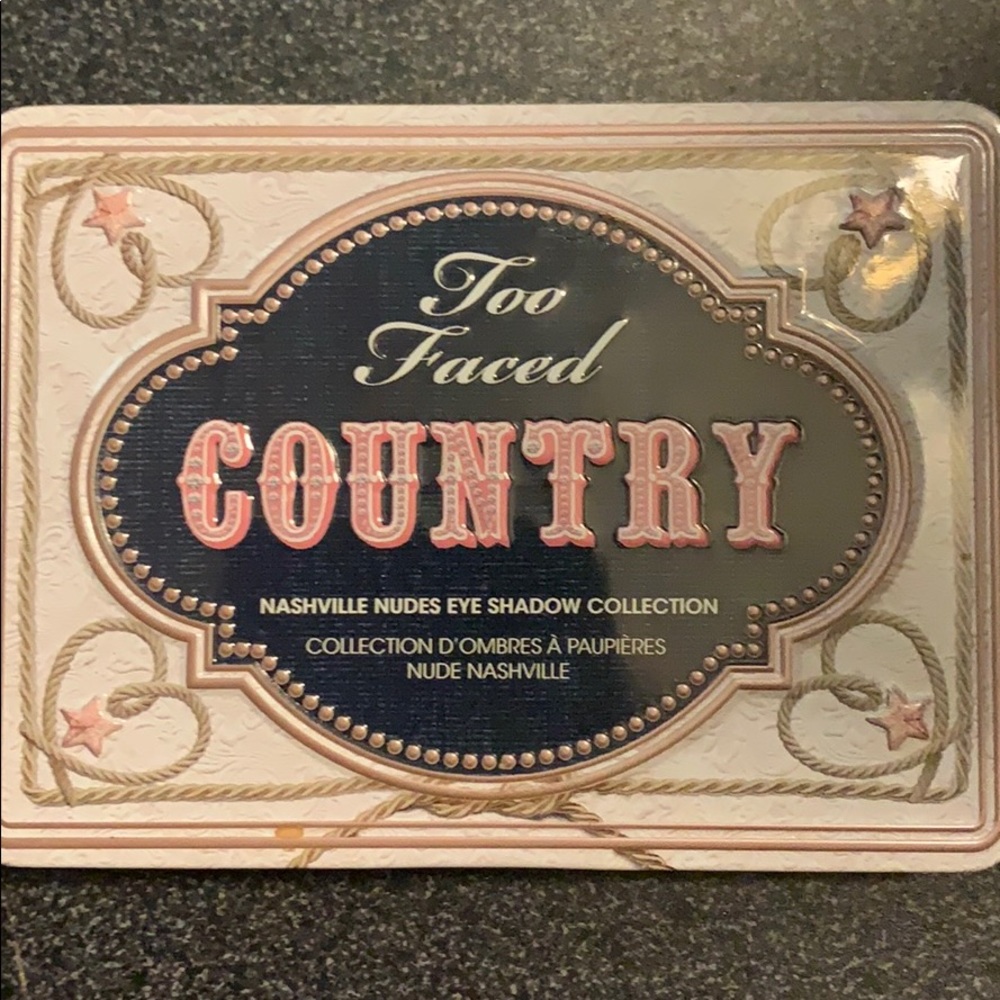 Too
Faced
COUNTRY
NASHVILLE NUDES EYE SHADOW COLLECTION
COLLECTION D'OMBRES À PAUPIÈRES
NUDE NASHVILLE